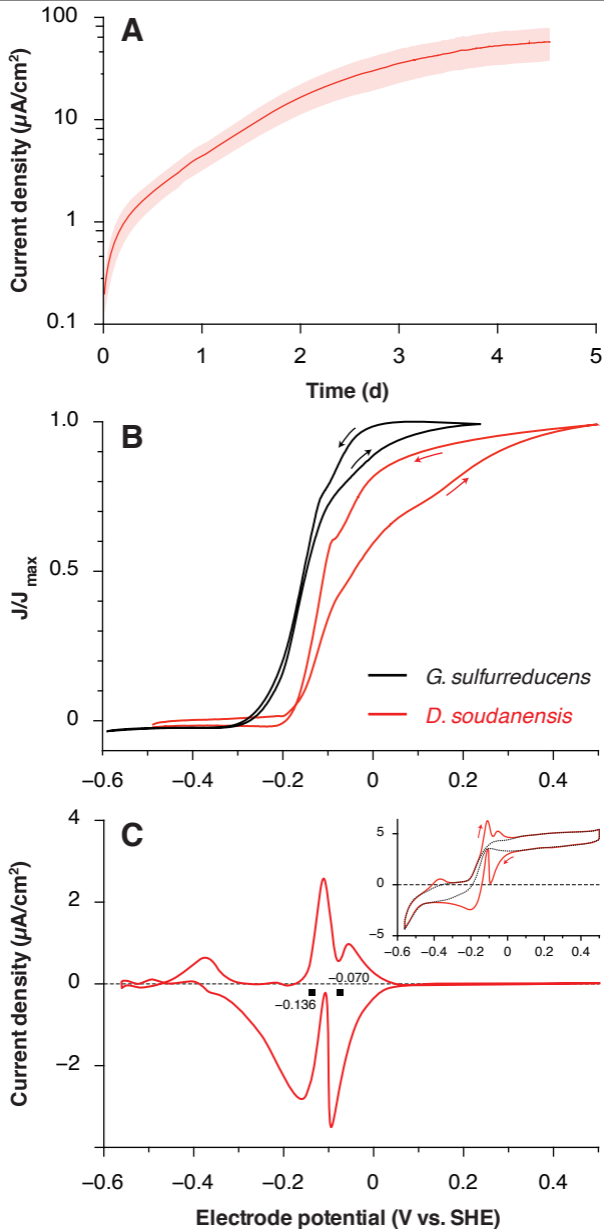 A
100
10
1
0.1
Current density (µA/cm²)
0 1 2 3 4 5
Time (d)
B
1.0
0.5
0
J/Jmax
G. sulfurreducens
D. soudanensis
−0.6 −0.4 −0.2 0 0.2 0.4
C
4
2
0
−2
Current density (µA/cm²)
5
0
−5
−0.6 −0.4 −0.2 0 0.2 0.4
−0.070
−0.136
−0.6 −0.4 −0.2 0 0.2 0.4
Electrode potential (V vs. SHE)